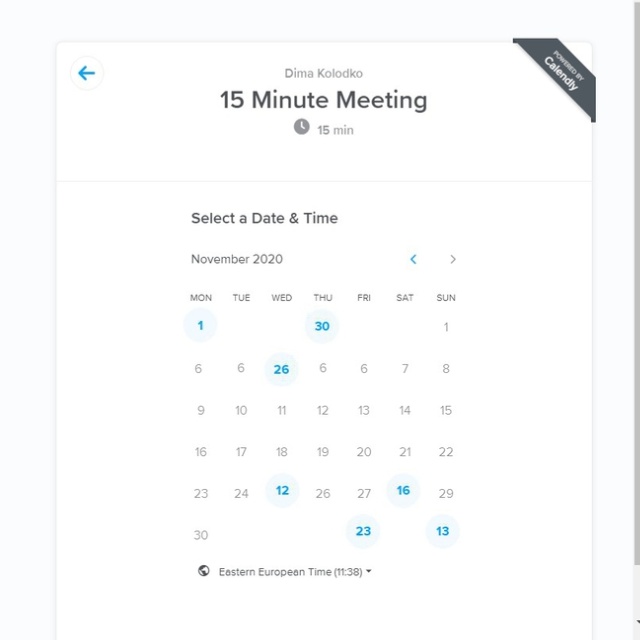 Dima Kolodko
POWERED BY
Calendly
15 Minute Meeting
15 min
Select a Date & Time
November 2020
MON TUE WED THU FRI SAT SUN
1 30 1
6 6 26 6 6 7 8
9 10 11 12 13 14 15
16 17 18 19 20 21 22
23 24 12 26 27 16 29
30 23 13
Eastern European Time (11:38)